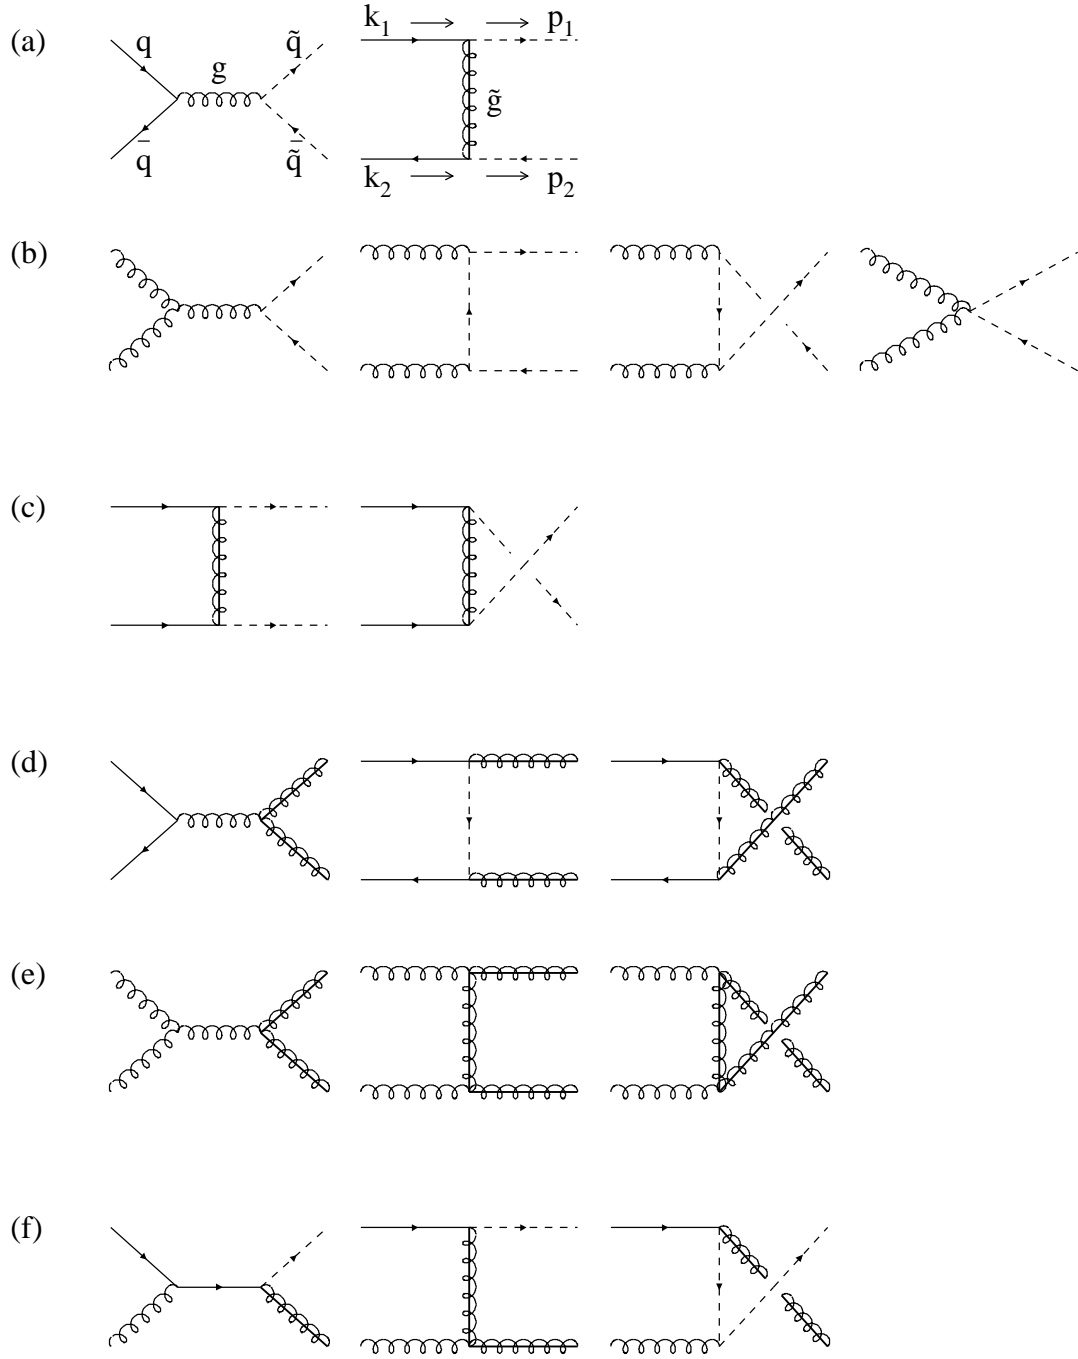 (a) q g q̃ k₁ p₁
g̃
q̄ q̃̄ k₂ p₂
(b)
(c)
(d)
(e)
(f)